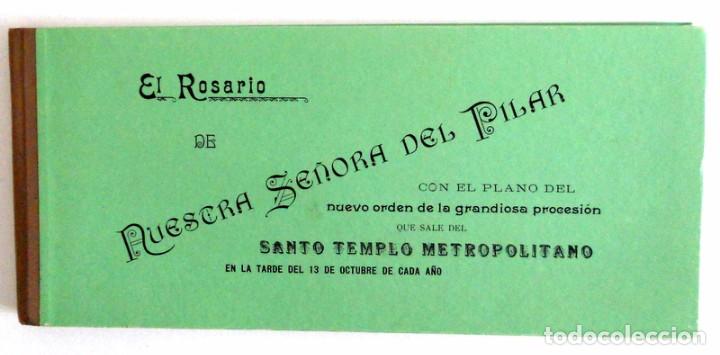 El Rosario
DE
NUESTRA SEÑORA DEL PILAR
CON EL PLANO DEL
nuevo orden de la grandiosa procesión
QUE SALE DEL
SANTO TEMPLO METROPOLITANO
EN LA TARDE DEL 13 DE OCTUBRE DE CADA AÑO
todocoleccion